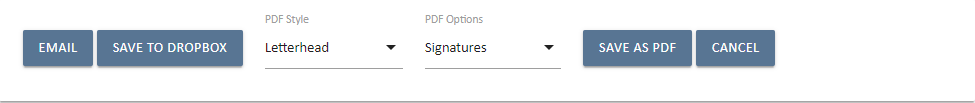 PDF Style
PDF Options
EMAIL SAVE TO DROPBOX Letterhead Signatures SAVE AS PDF CANCEL